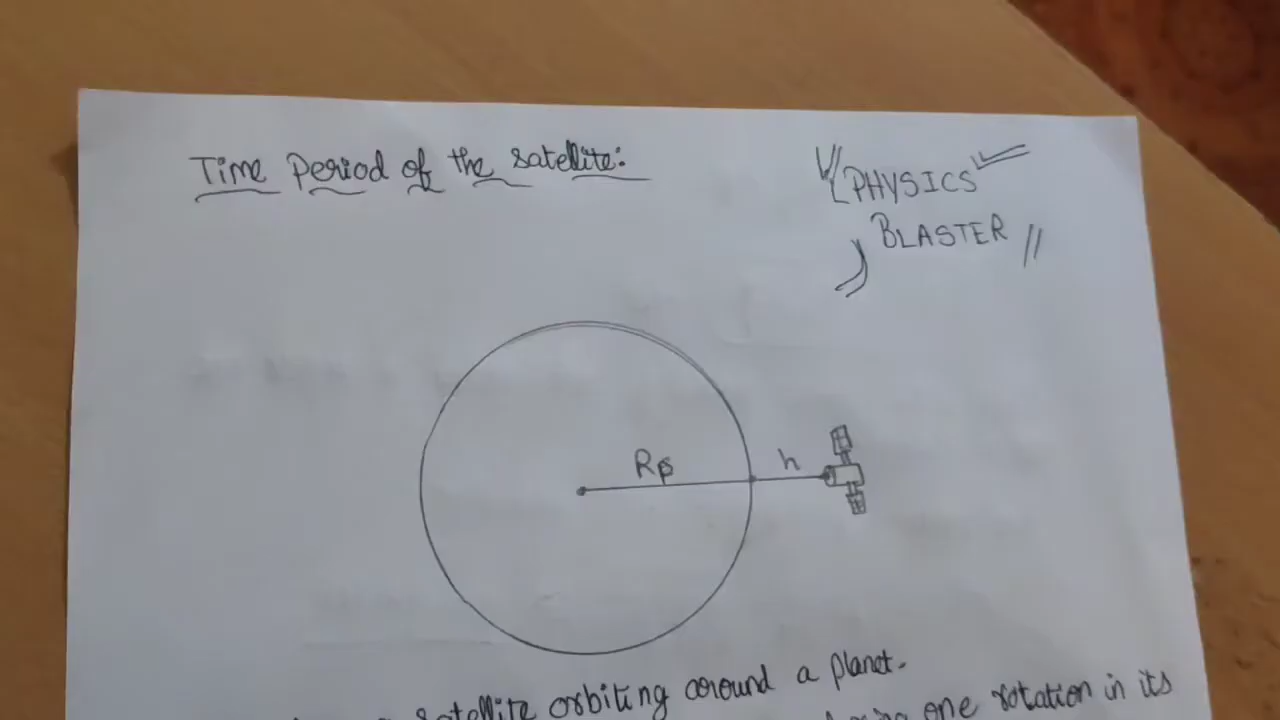 Time Period of the satellite:
PHYSICS
BLASTER
Rp
h
satellite orbiting around a planet.
one rotation in its